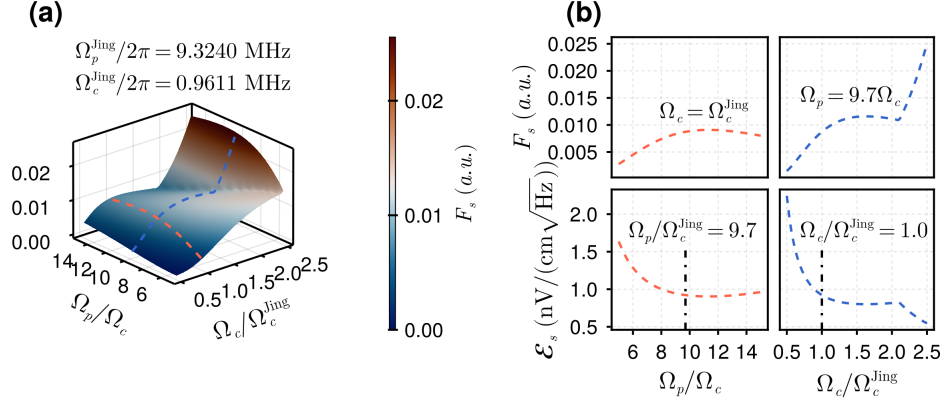 (a)
Ω_p^Jing/2π = 9.3240 MHz
Ω_c^Jing/2π = 0.9611 MHz
0.02
0.01
0.00
14
12
10
8
6
0.5
1.0
1.5
2.0
2.5
Ω_p/Ω_c
Ω_c/Ω_c^Jing
0.02
0.01
0.00
F_s (a.u.)
(b)
F_s (a.u.)
0.025
0.020
0.015
0.010
0.005
Ω_c = Ω_c^Jing
Ω_p = 9.7Ω_c
ℰ_s (nV/(cm√Hz))
2.0
1.5
1.0
0.5
Ω_p/Ω_c^Jing = 9.7
Ω_c/Ω_c^Jing = 1.0
6 8 10 12 14
0.5 1.0 1.5 2.0 2.5
Ω_p/Ω_c
Ω_c/Ω_c^Jing